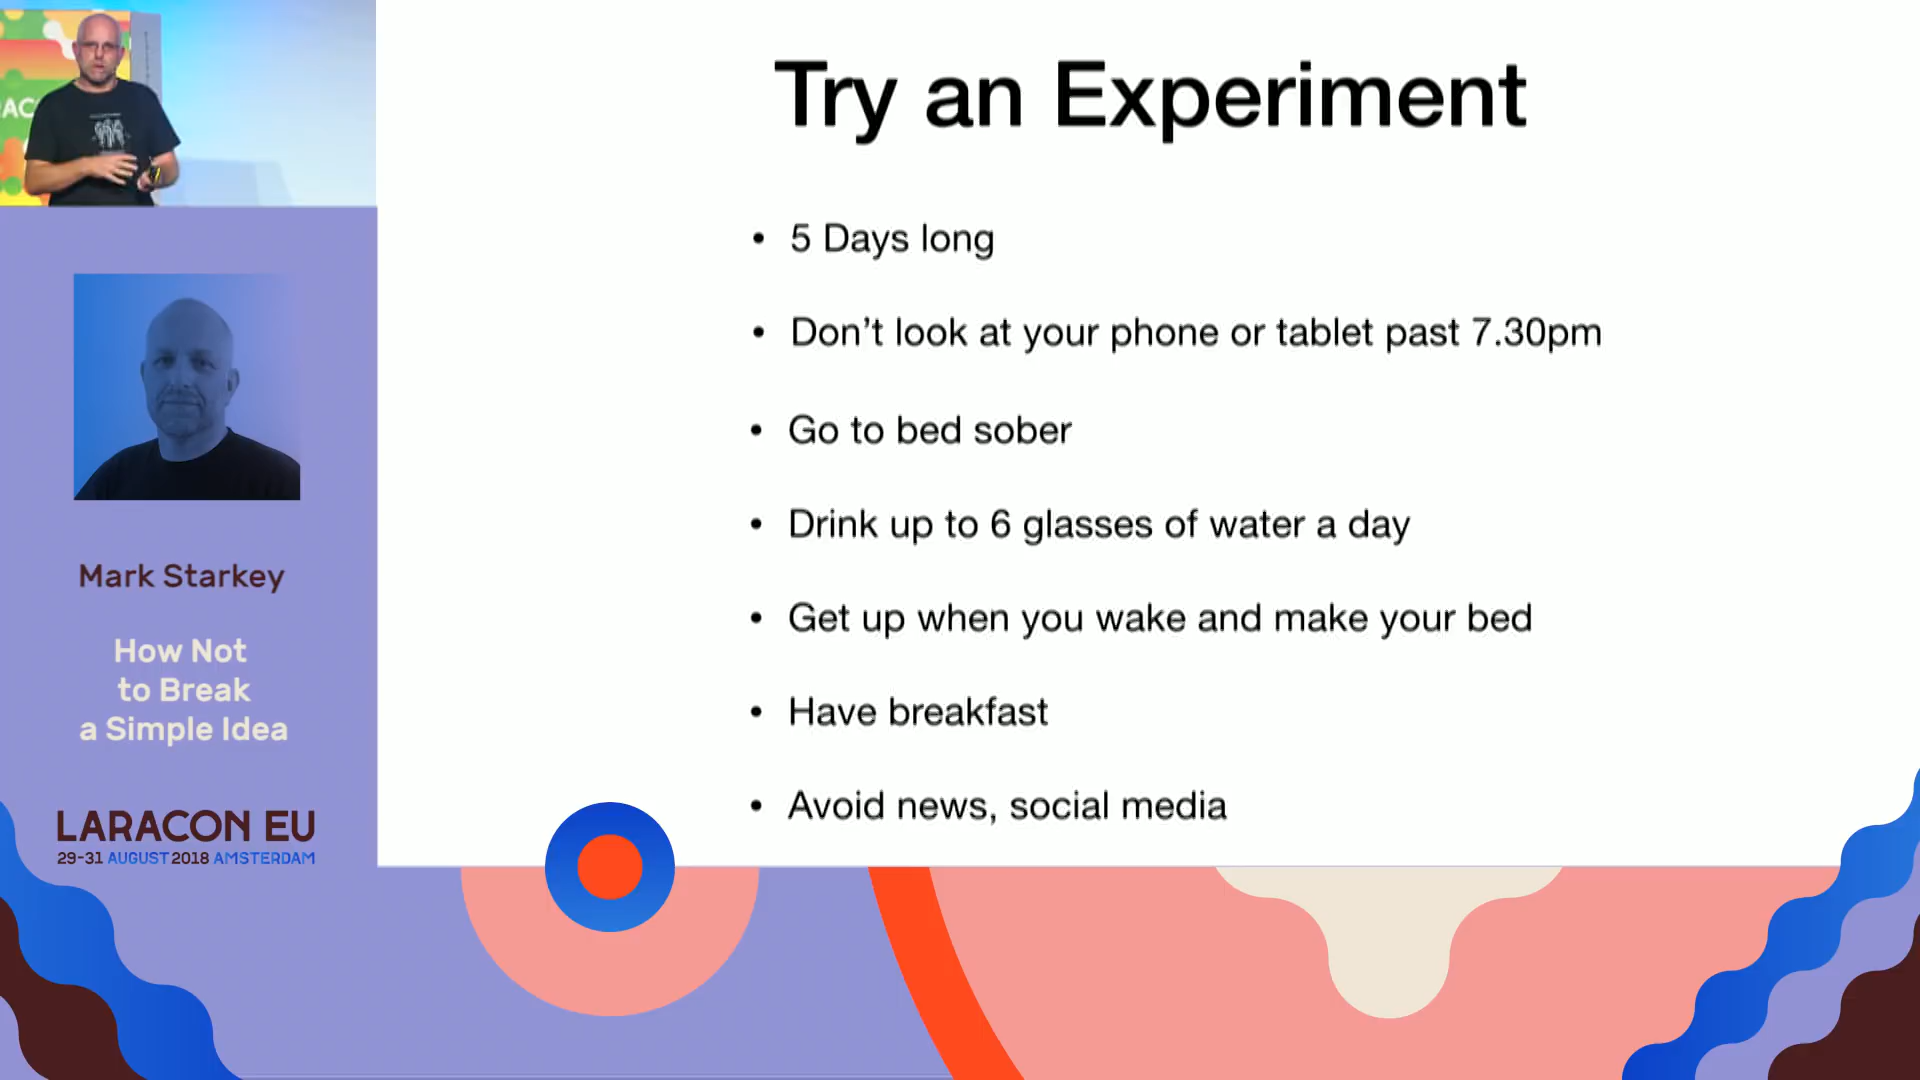 Try an Experiment
• 5 Days long
• Don't look at your phone or tablet past 7.30pm
• Go to bed sober
• Drink up to 6 glasses of water a day
• Get up when you wake and make your bed
• Have breakfast
• Avoid news, social media
Mark Starkey
How Not
to Break
a Simple Idea
LARACON EU
29-31 AUGUST 2018 AMSTERDAM